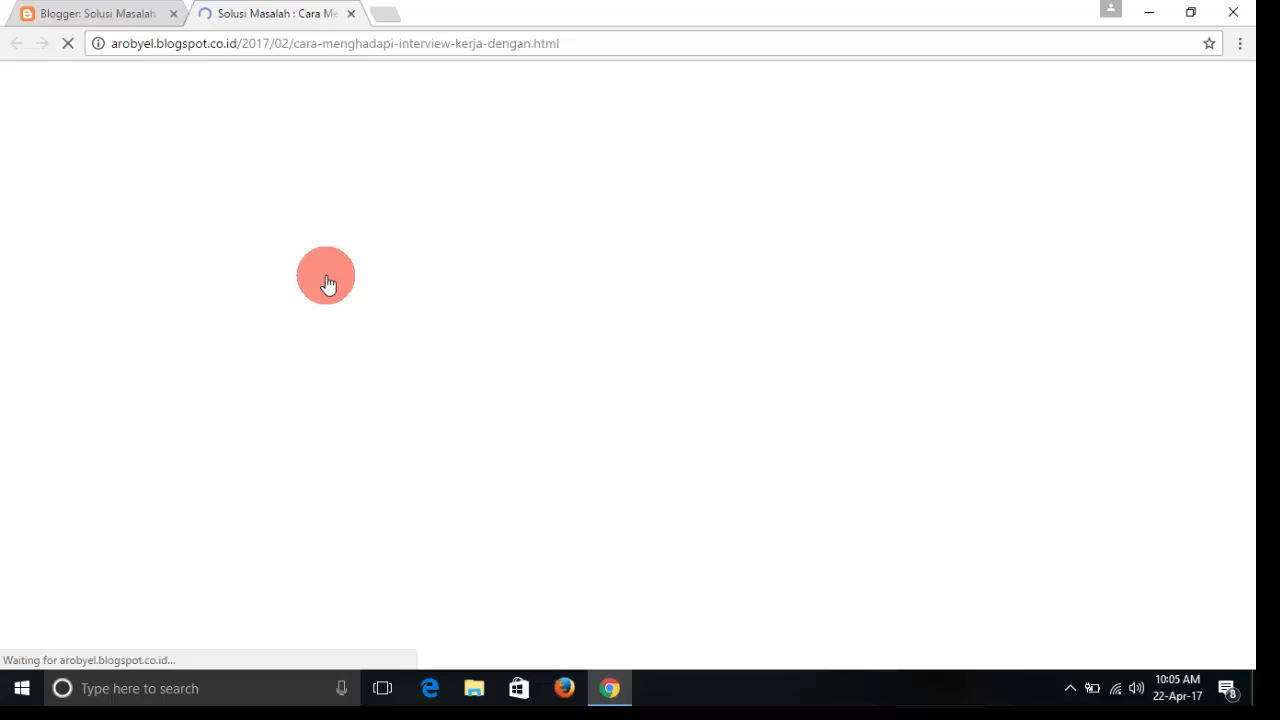 Blogger: Solusi Masalah
Solusi Masalah : Cara Me
arobyel.blogspot.co.id/2017/02/cara-menghadapi-interview-kerja-dengan.html
Waiting for arobyel.blogspot.co.id...
Type here to search
10:05 AM
22-Apr-17
8